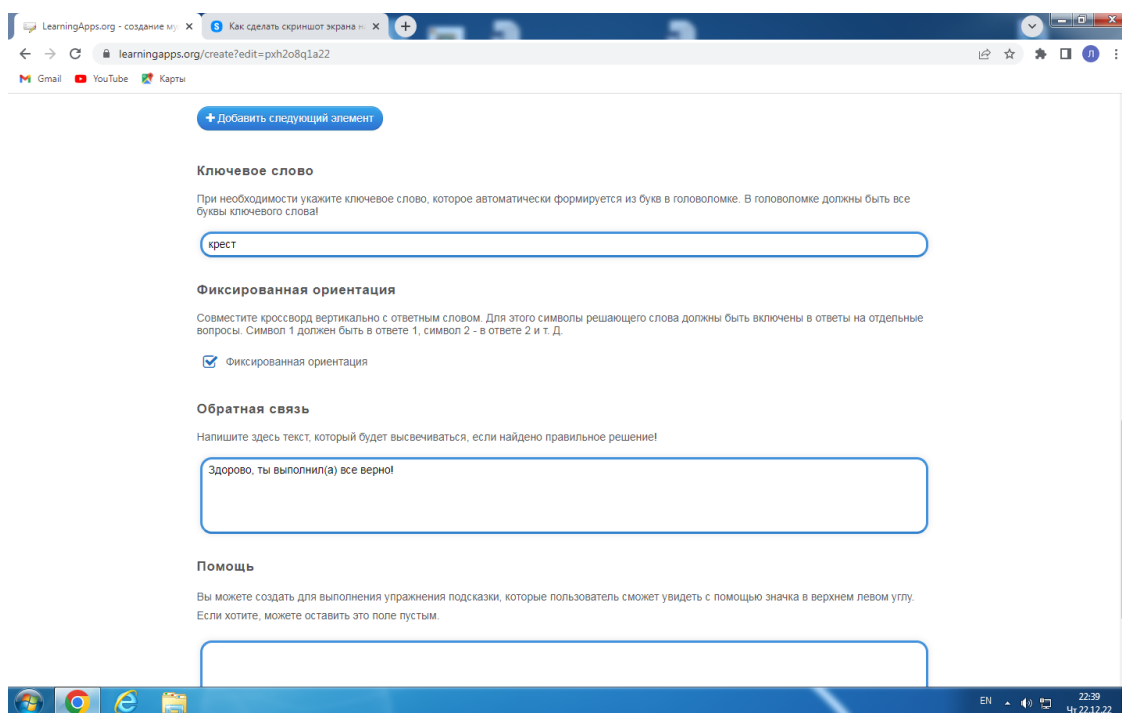 LearningApps.org - создание му
Как сделать скриншот экрана н
learningapps.org/create?edit=pxh2o8q1a22
Л
Gmail YouTube Карты
+ Добавить следующий элемент
Ключевое слово
При необходимости укажите ключевое слово, которое автоматически формируется из букв в головоломке. В головоломке должны быть все
буквы ключевого слова!
крест
Фиксированная ориентация
Совместите кроссворд вертикально с ответным словом. Для этого символы решающего слова должны быть включены в ответы на отдельные
вопросы. Символ 1 должен быть в ответе 1, символ 2 - в ответе 2 и т. Д.
Фиксированная ориентация
Обратная связь
Напишите здесь текст, который будет высвечиваться, если найдено правильное решение!
Здорово, ты выполнил(а) все верно!
Помощь
Вы можете создать для выполнения упражнения подсказки, которые пользователь сможет увидеть с помощью значка в верхнем левом углу.
Если хотите, можете оставить это поле пустым.
EN
22:39
Чт 22.12.22